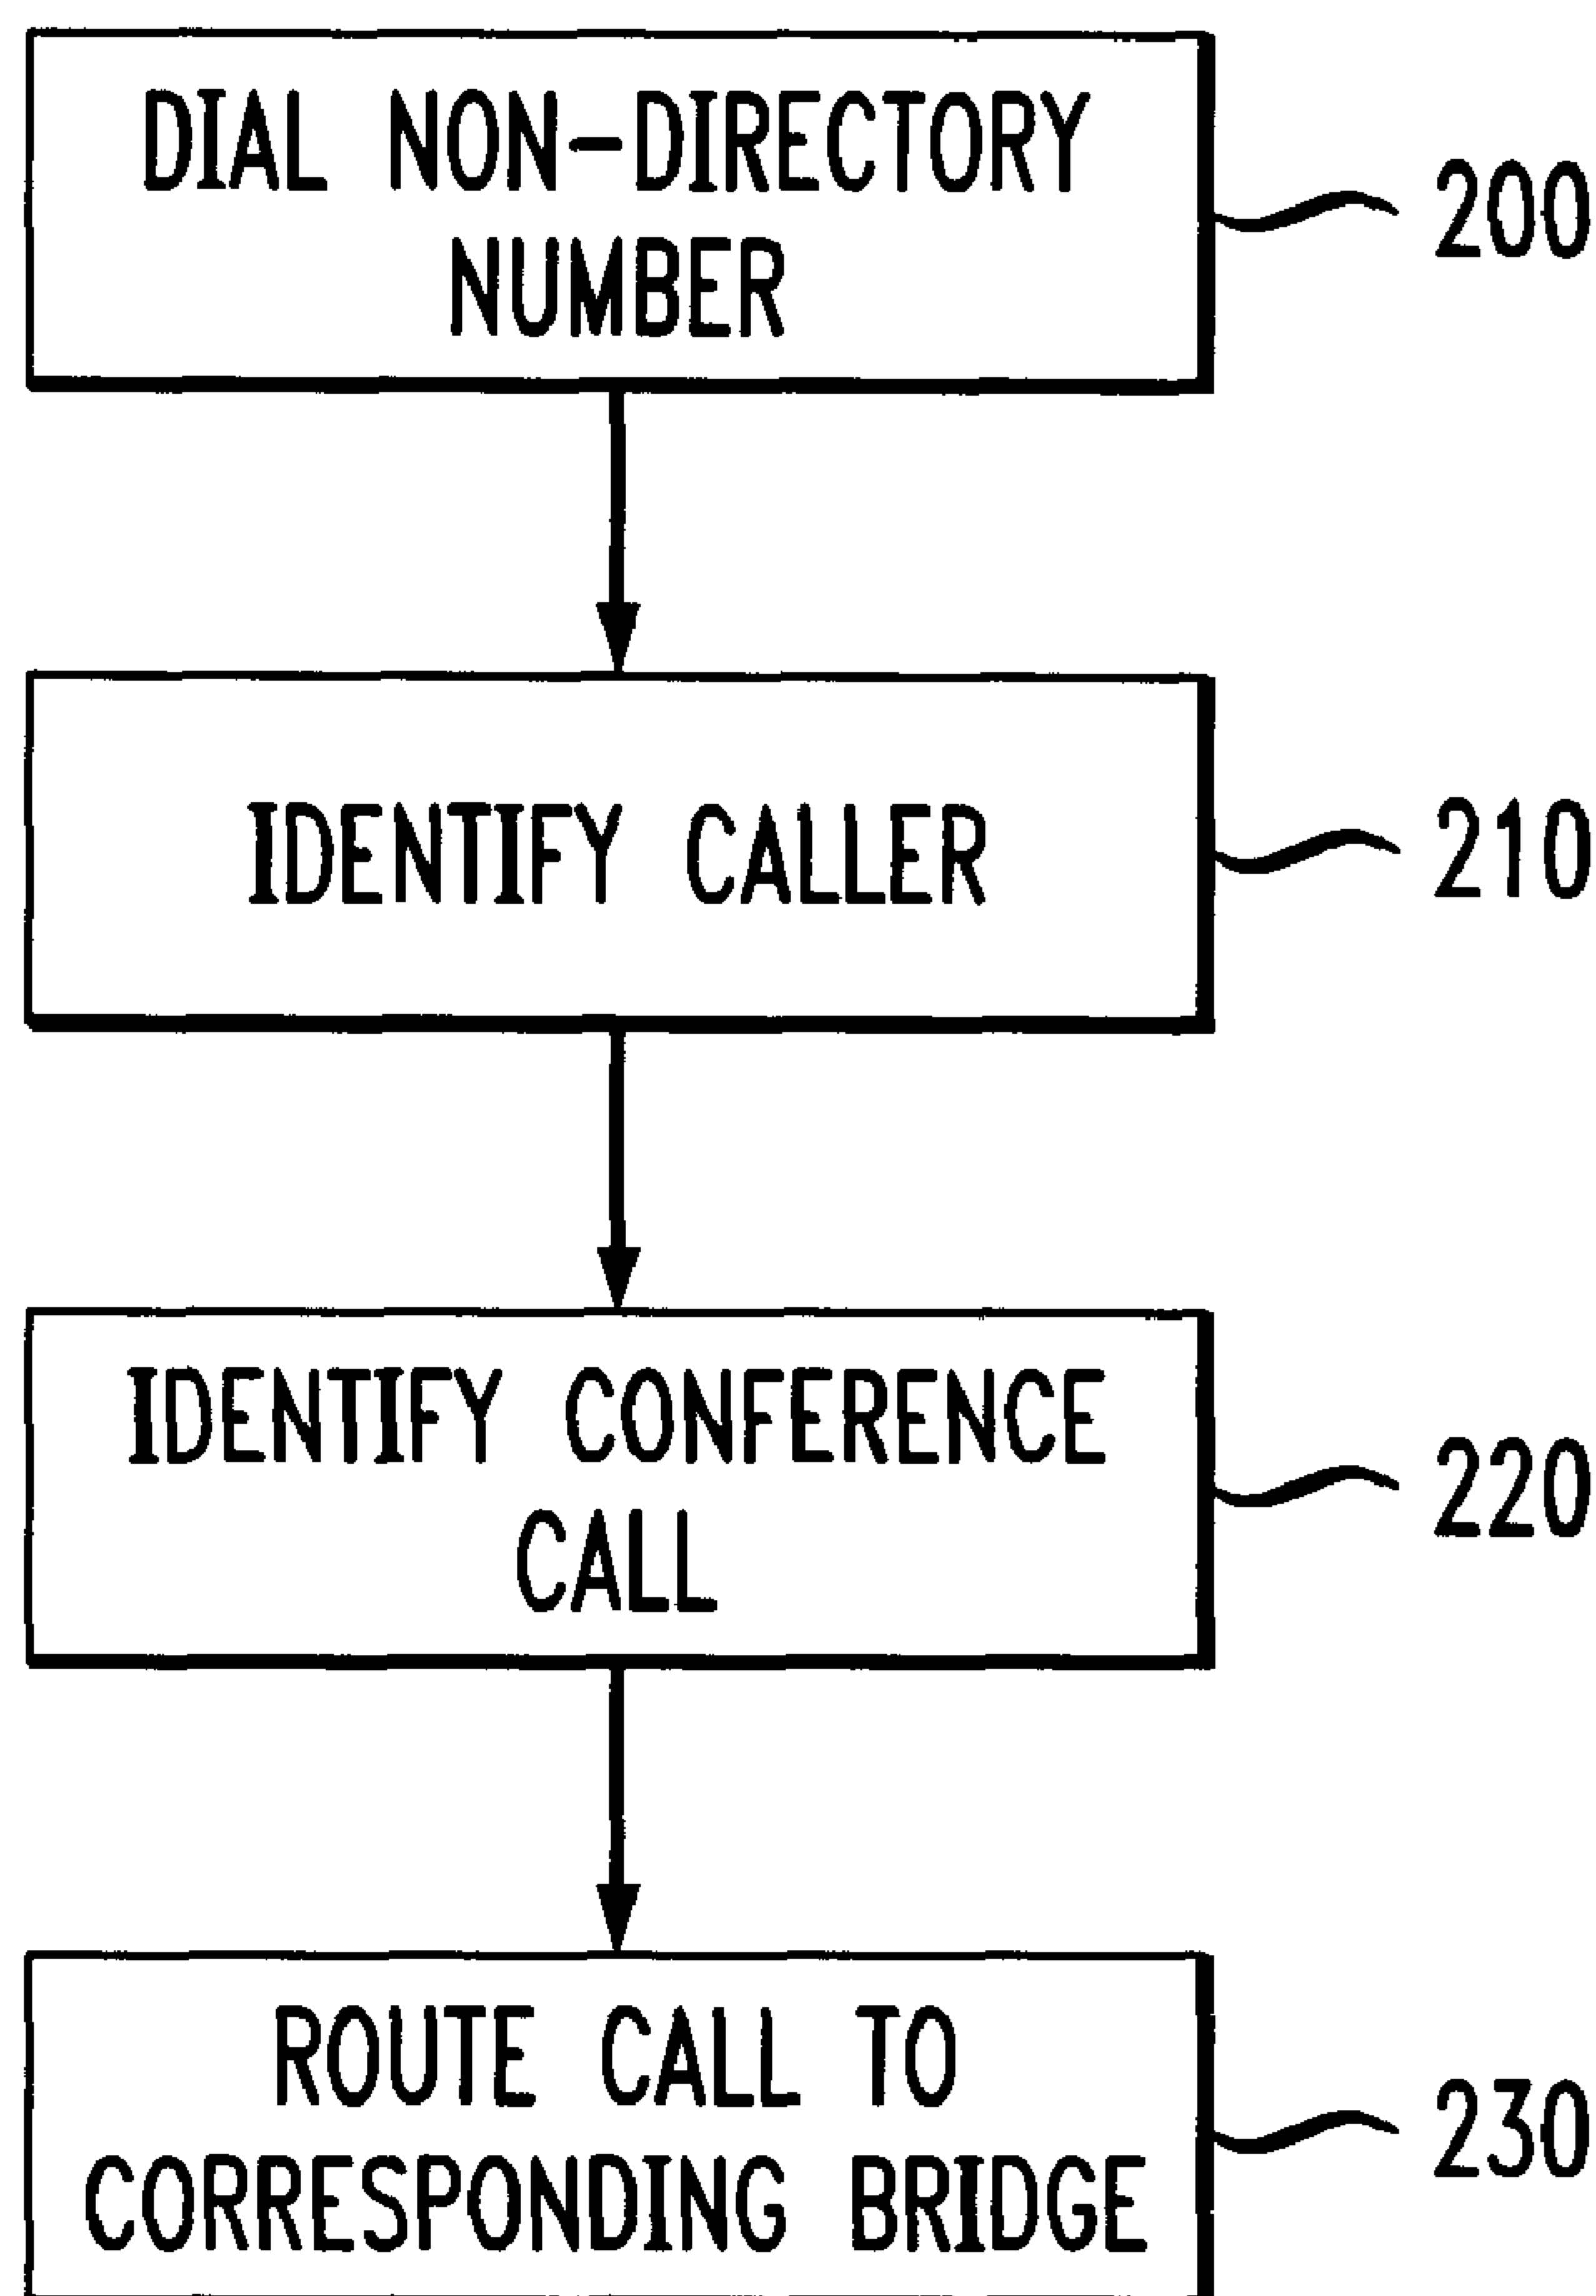 DIAL NON-DIRECTORY
NUMBER
200
IDENTIFY CALLER
210
IDENTIFY CONFERENCE
CALL
220
ROUTE CALL TO
CORRESPONDING BRIDGE
230